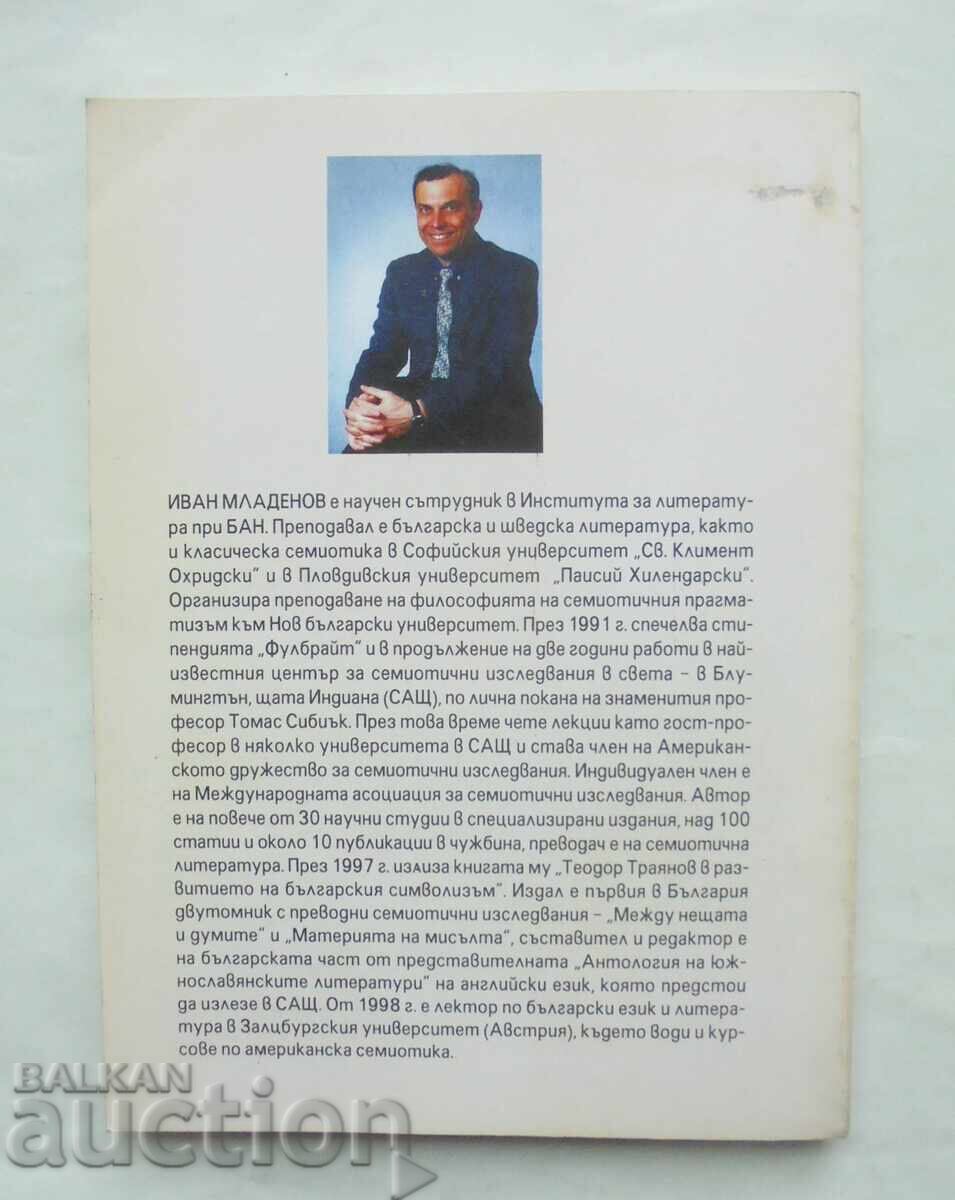 ИВАН МЛАДЕНОВ е научен сътрудник в Института за литерату-
ра при БАН. Преподавал е българска и шведска литература, както
и класическа семиотика в Софийския университет „Св. Климент
Охридски“ и в Пловдивския университет „Паисий Хилендарски“.
Организира преподаване на философията на семиотичния прагма-
тизъм към Нов български университет. През 1991 г. спечелва сти-
пендията „Фулбрайт“ и в продължение на две години работи в най-
известния център за семиотични изследвания в света – в Блу-
мингтън, щата Индиана (САЩ), по лична покана на знаменития про-
фесор Томас Сибиък. През това време чете лекции като гост-про-
фесор в няколко университета в САЩ и става член на Американ-
ското дружество за семиотични изследвания. Индивидуален член е
на Международната асоциация за семиотични изследвания. Автор
е на повече от 30 научни студии в специализирани издания, над 100
статии и около 10 публикации в чужбина, преводач е на семиотична
литература. През 1997 г. излиза книгата му „Теодор Траянов в раз-
витието на българския символизъм“. Издал е първия в България
двутомник с преводни семиотични изследвания – „Между нещата
и думите“ и „Материята на мисълта“, съставител и редактор е
на българската част от представителната „Антология на юж-
нославянските литератури“ на английски език, която предстои
да излезе в САЩ. От 1998 г. е лектор по български език и литера-
тура в Залцбургския университет (Австрия), където води и кур-
сове по американска семиотика.
BALKAN
auction